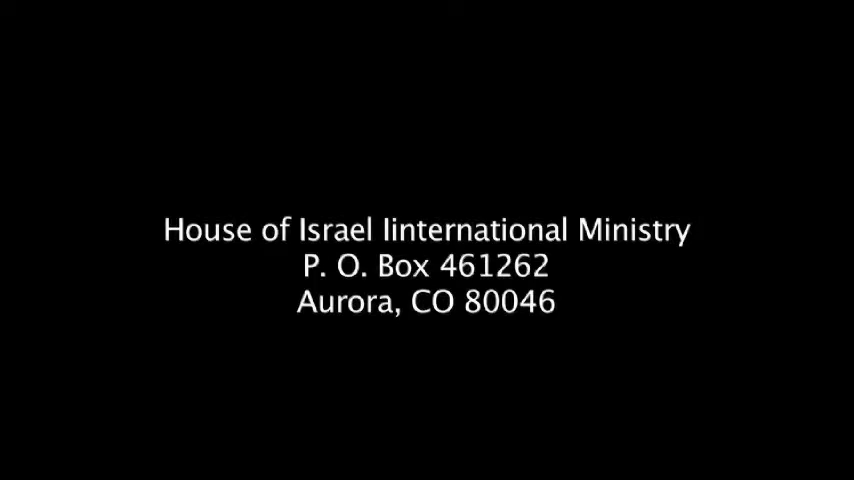 House of Israel Iinternational Ministry
P. O. Box 461262
Aurora, CO 80046